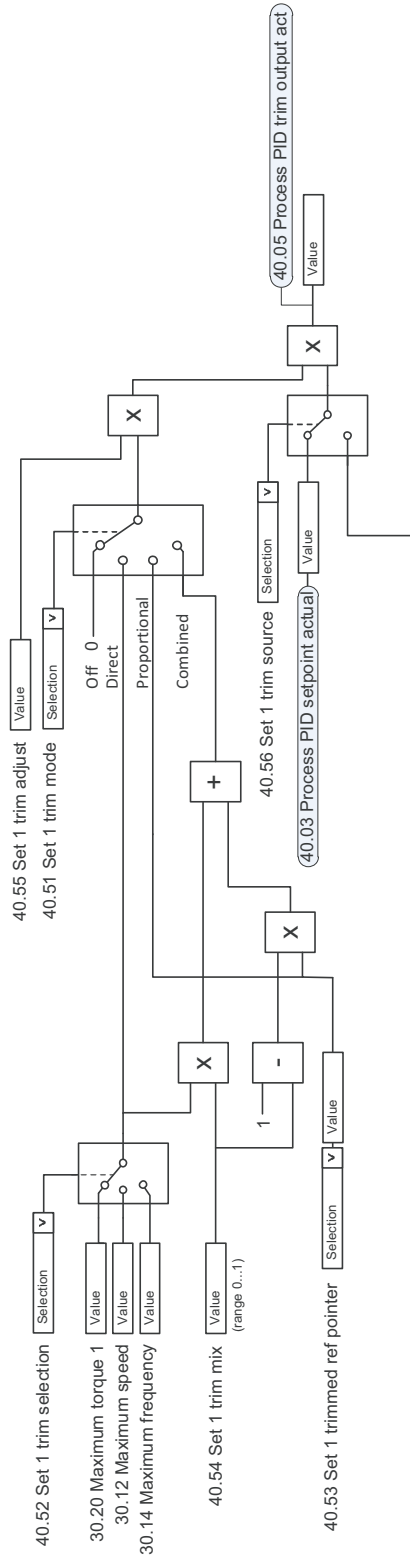 40.55 Set 1 trim adjust
Value
40.51 Set 1 trim mode
Selection
v
40.52 Set 1 trim selection
Selection
v
30.20 Maximum torque 1
Value
30.12 Maximum speed
Value
30.14 Maximum frequency
Value
Off 0
Direct
Proportional
Combined
x
40.54 Set 1 trim mix
Value
(range 0...1)
x
1
-
+
x
40.53 Set 1 trimmed ref pointer
Selection
v
Value
40.56 Set 1 trim source
Selection
v
40.03 Process PID setpoint actual
Value
x
40.05 Process PID trim output act
Value